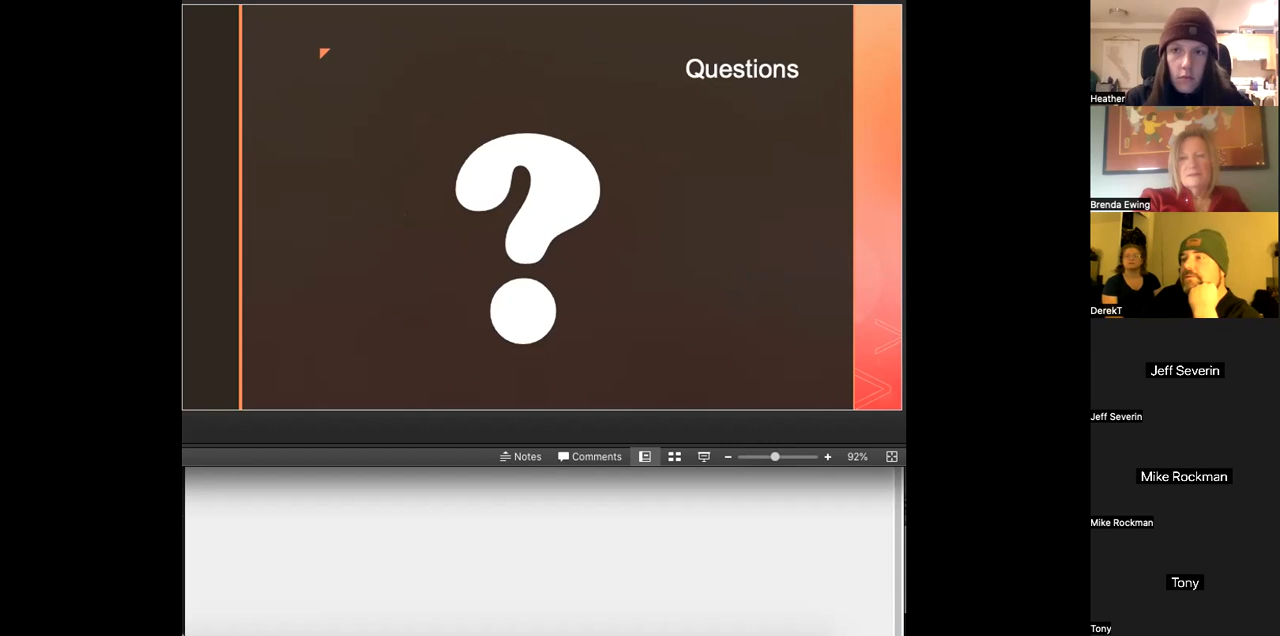 Questions
?
Notes
Comments
92%
Heather
Brenda Ewing
DerekT
Jeff Severin
Jeff Severin
Mike Rockman
Mike Rockman
Tony
Tony